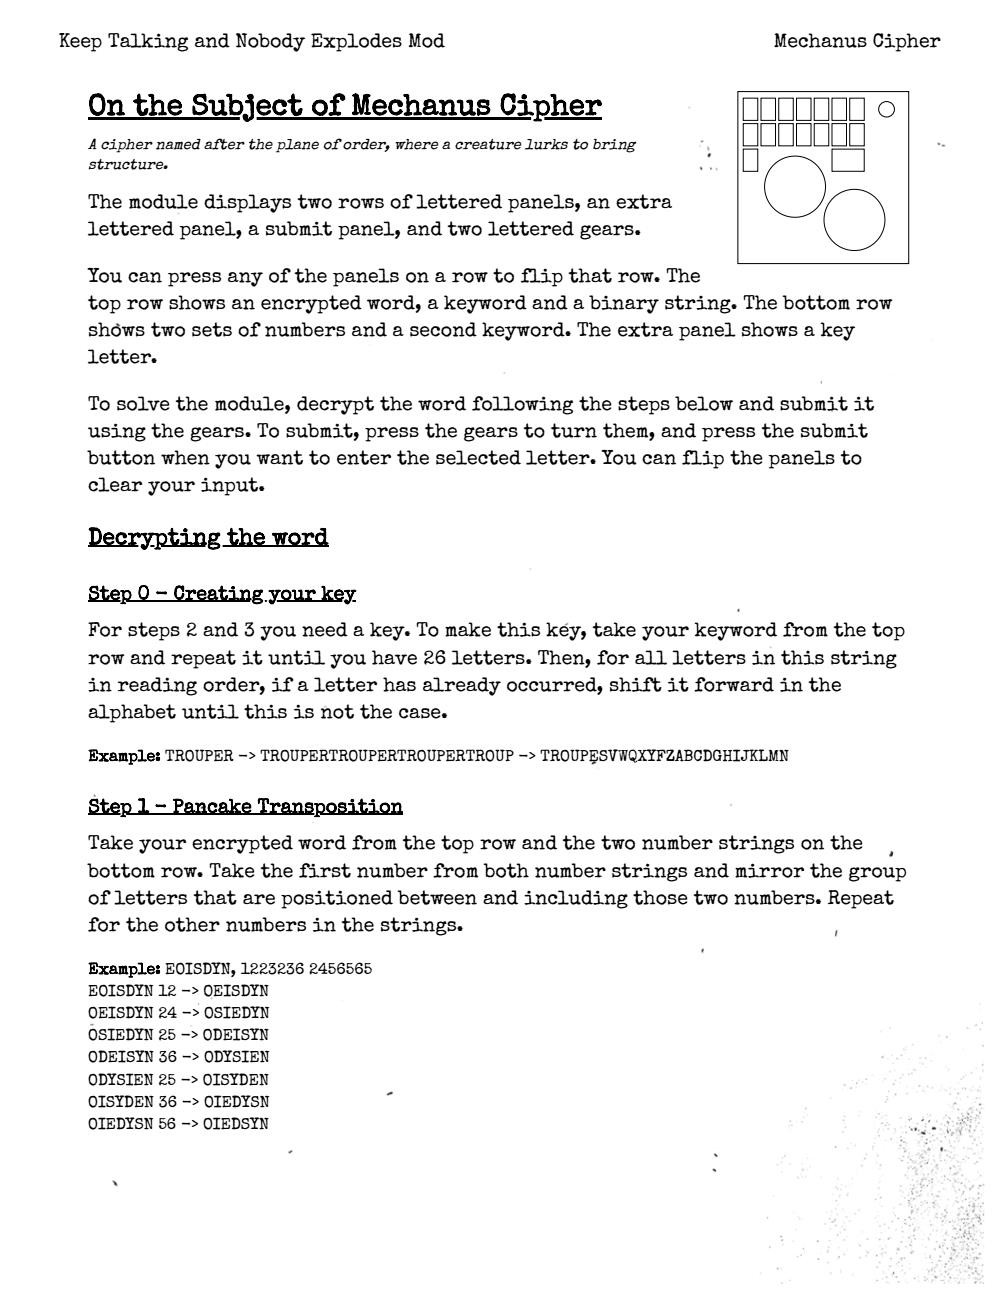 Keep Talking and Nobody Explodes Mod
Mechanus Cipher
On the Subject of Mechanus Cipher
A cipher named after the plane of order, where a creature lurks to bring
structure.
The module displays two rows of lettered panels, an extra
lettered panel, a submit panel, and two lettered gears.
You can press any of the panels on a row to flip that row. The
top row shows an encrypted word, a keyword and a binary string. The bottom row
shows two sets of numbers and a second keyword. The extra panel shows a key
letter.
To solve the module, decrypt the word following the steps below and submit it
using the gears. To submit, press the gears to turn them, and press the submit
button when you want to enter the selected letter. You can flip the panels to
clear your input.
Decrypting the word
Step 0 - Creating your key
For steps 2 and 3 you need a key. To make this key, take your keyword from the top
row and repeat it until you have 26 letters. Then, for all letters in this string
in reading order, if a letter has already occurred, shift it forward in the
alphabet until this is not the case.
Example: TROUPER -> TROUPERTROUPERTROUPERTROUP -> TROUPESVWQXYFZABCDGHIJKLMN
Step 1 - Pancake Transposition
Take your encrypted word from the top row and the two number strings on the
bottom row. Take the first number from both number strings and mirror the group
of letters that are positioned between and including those two numbers. Repeat
for the other numbers in the strings.
Example: EOISDYN, 1223236 2456565
EOISDYN 12 -> OEISDYN
OEISDYN 24 -> OSIEDYN
OSIEDYN 25 -> ODEISYN
ODEISYN 36 -> ODYSIEN
ODYSIEN 25 -> OISYDEN
OISYDEN 36 -> OIEDYSN
OIEDYSN 56 -> OIEDSYN